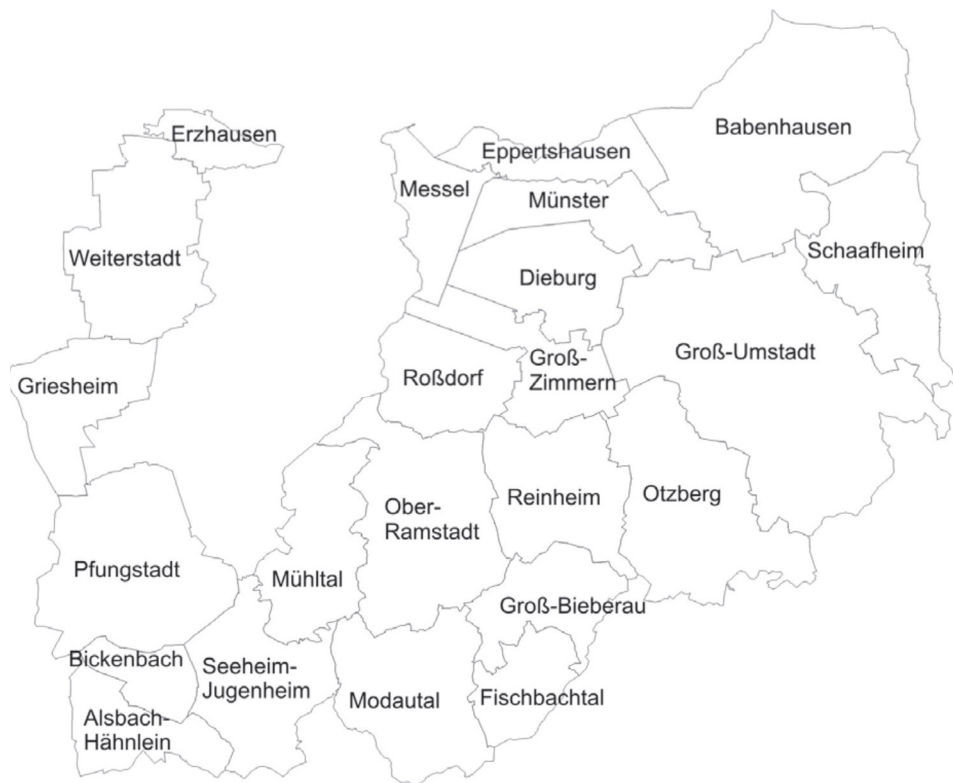 Babenhausen
Erzhausen
Eppertshausen
Messel
Münster
Schaafheim
Weiterstadt
Dieburg
Groß-Umstadt
Groß-
Zimmern
Roßdorf
Griesheim
Otzberg
Reinheim
Ober-
Ramstadt
Pfungstadt
Mühltal
Groß-Bieberau
Bickenbach
Seeheim-
Jugenheim
Modautal
Fischbachtal
Alsbach-
Hähnlein